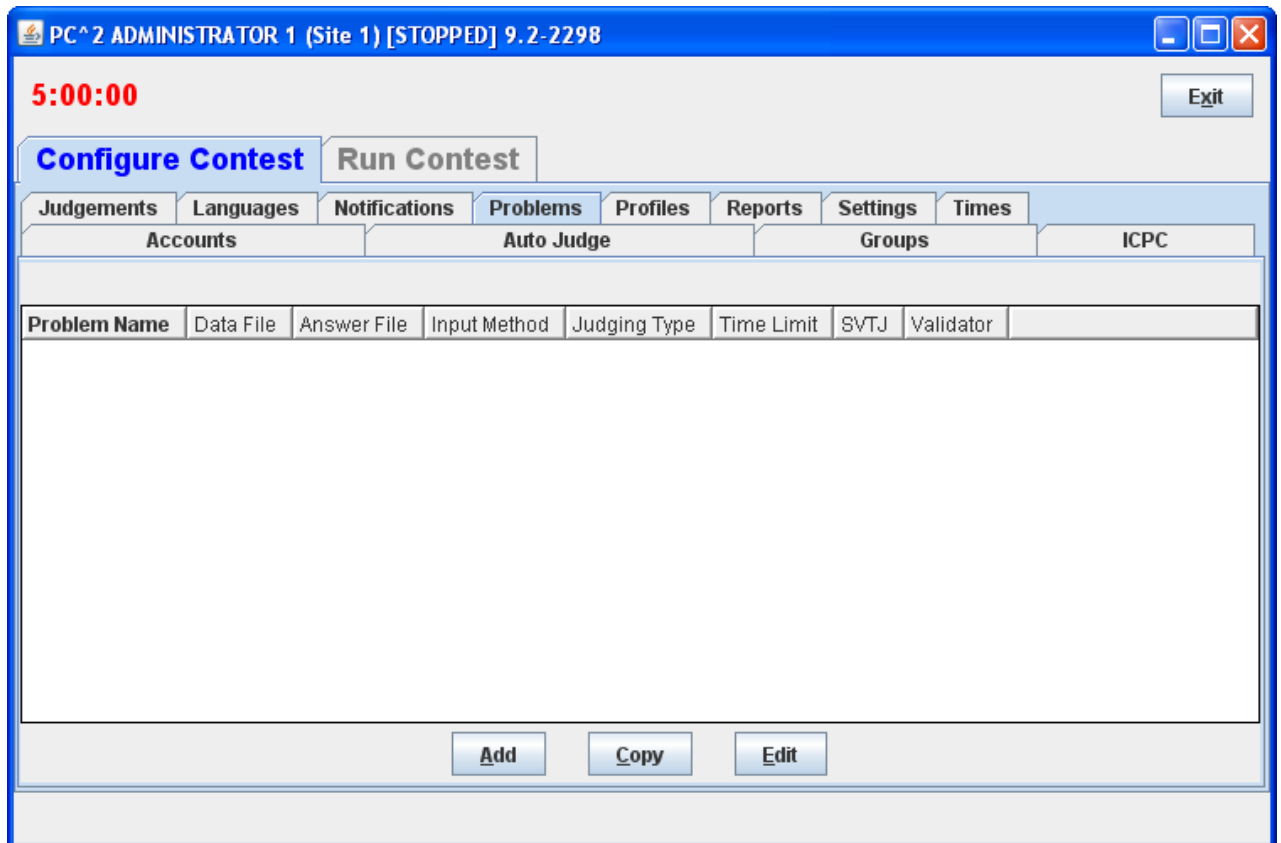 PC^2 ADMINISTRATOR 1 (Site 1) [STOPPED] 9.2-2298
5:00:00 Exit
Configure Contest Run Contest
Judgements Languages Notifications Problems Profiles Reports Settings Times
Accounts Auto Judge Groups ICPC
Problem Name Data File Answer File Input Method Judging Type Time Limit SVTJ Validator
Add Copy Edit